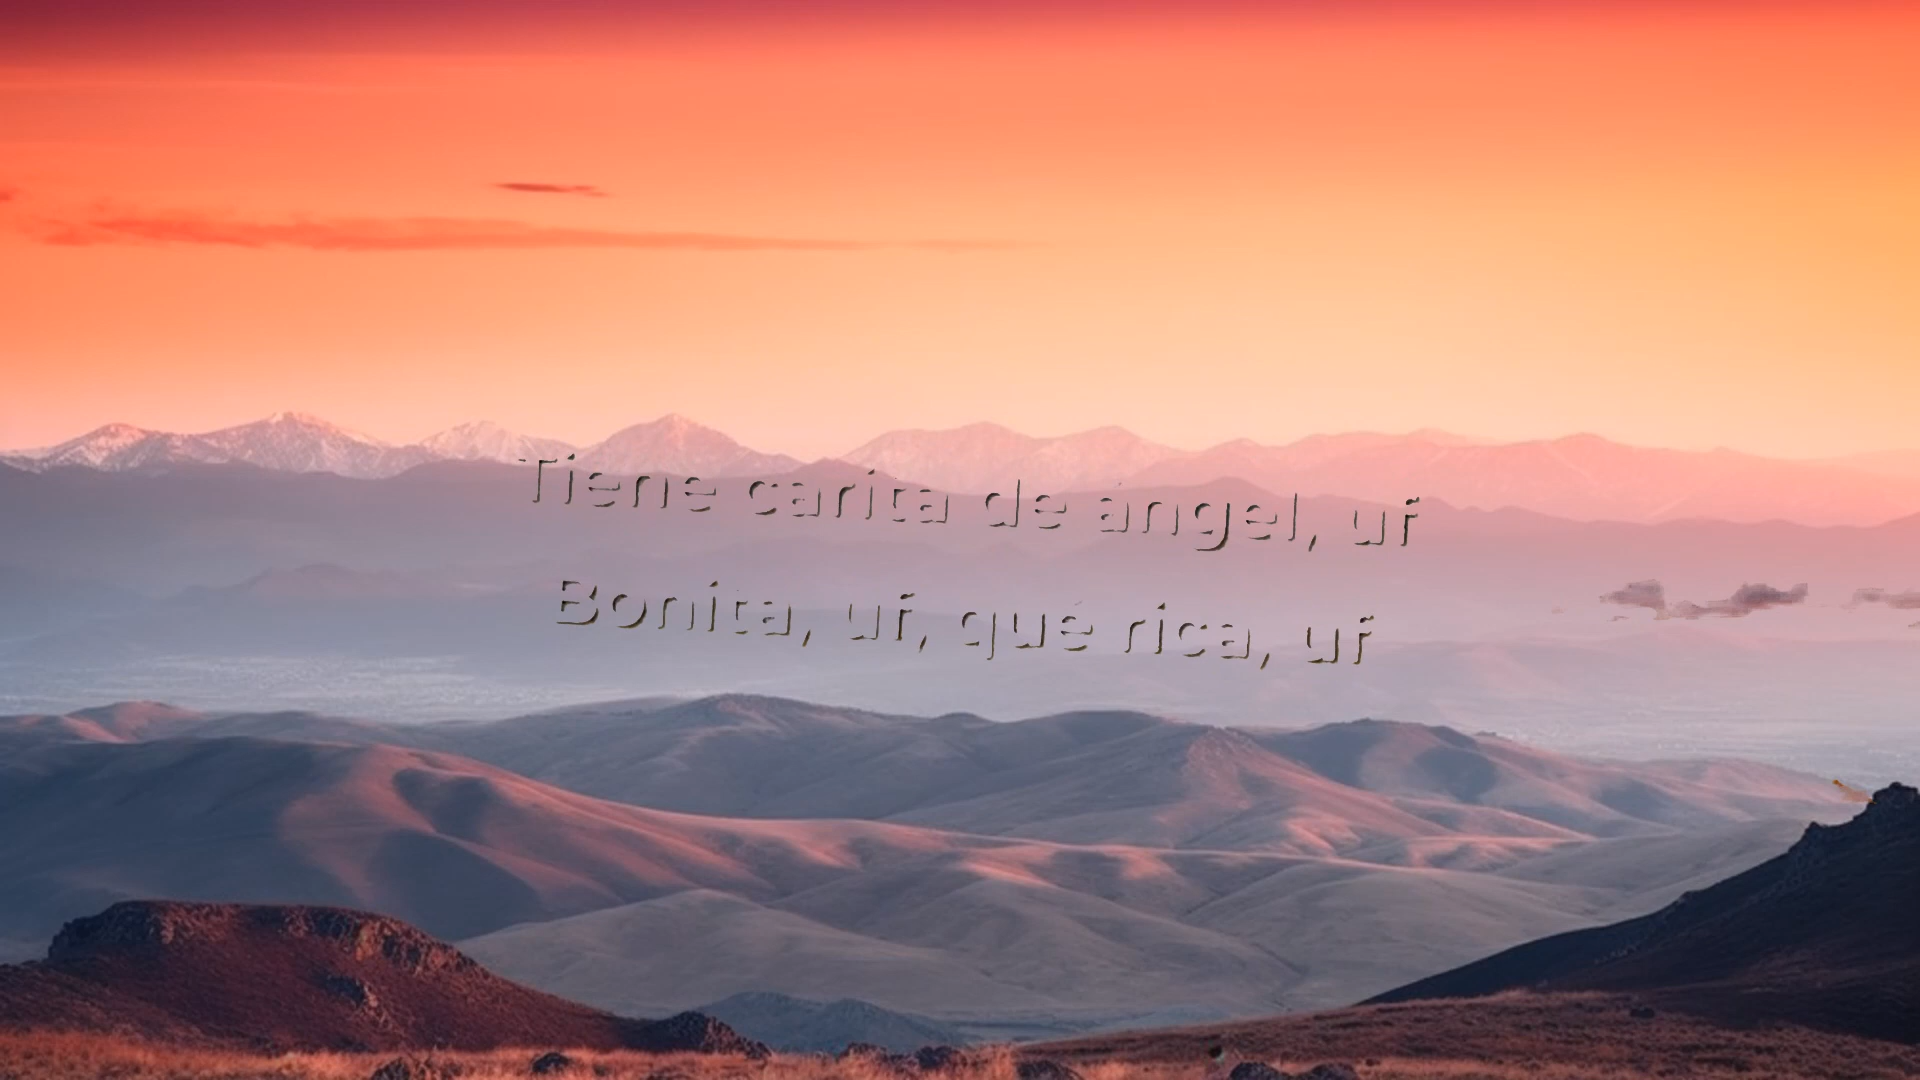 Tiene carita de ángel, uf
Bonita, uf, qué rica, uf